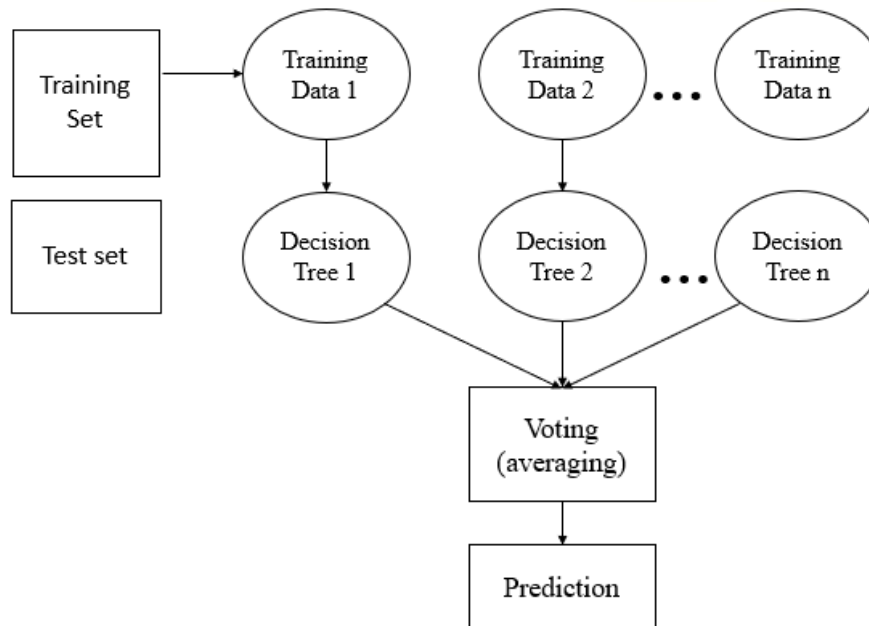 Training
Set
Training
Data 1
Training
Data 2
...
Training
Data n
Test set
Decision
Tree 1
Decision
Tree 2
...
Decision
Tree n
Voting
(averaging)
Prediction